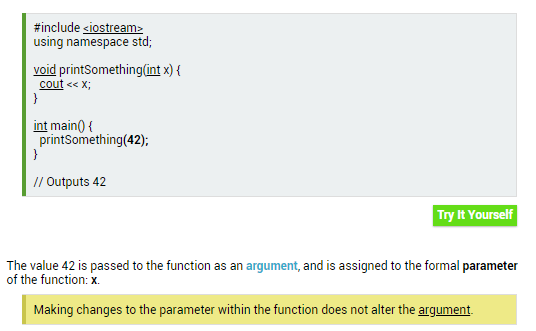 #include <iostream>
using namespace std;
void printSomething(int x) {
cout << x;
}
int main() {
printSomething(42);
}
// Outputs 42
Try It Yourself
The value 42 is passed to the function as an argument, and is assigned to the formal parameter
of the function: x.
Making changes to the parameter within the function does not alter the argument.